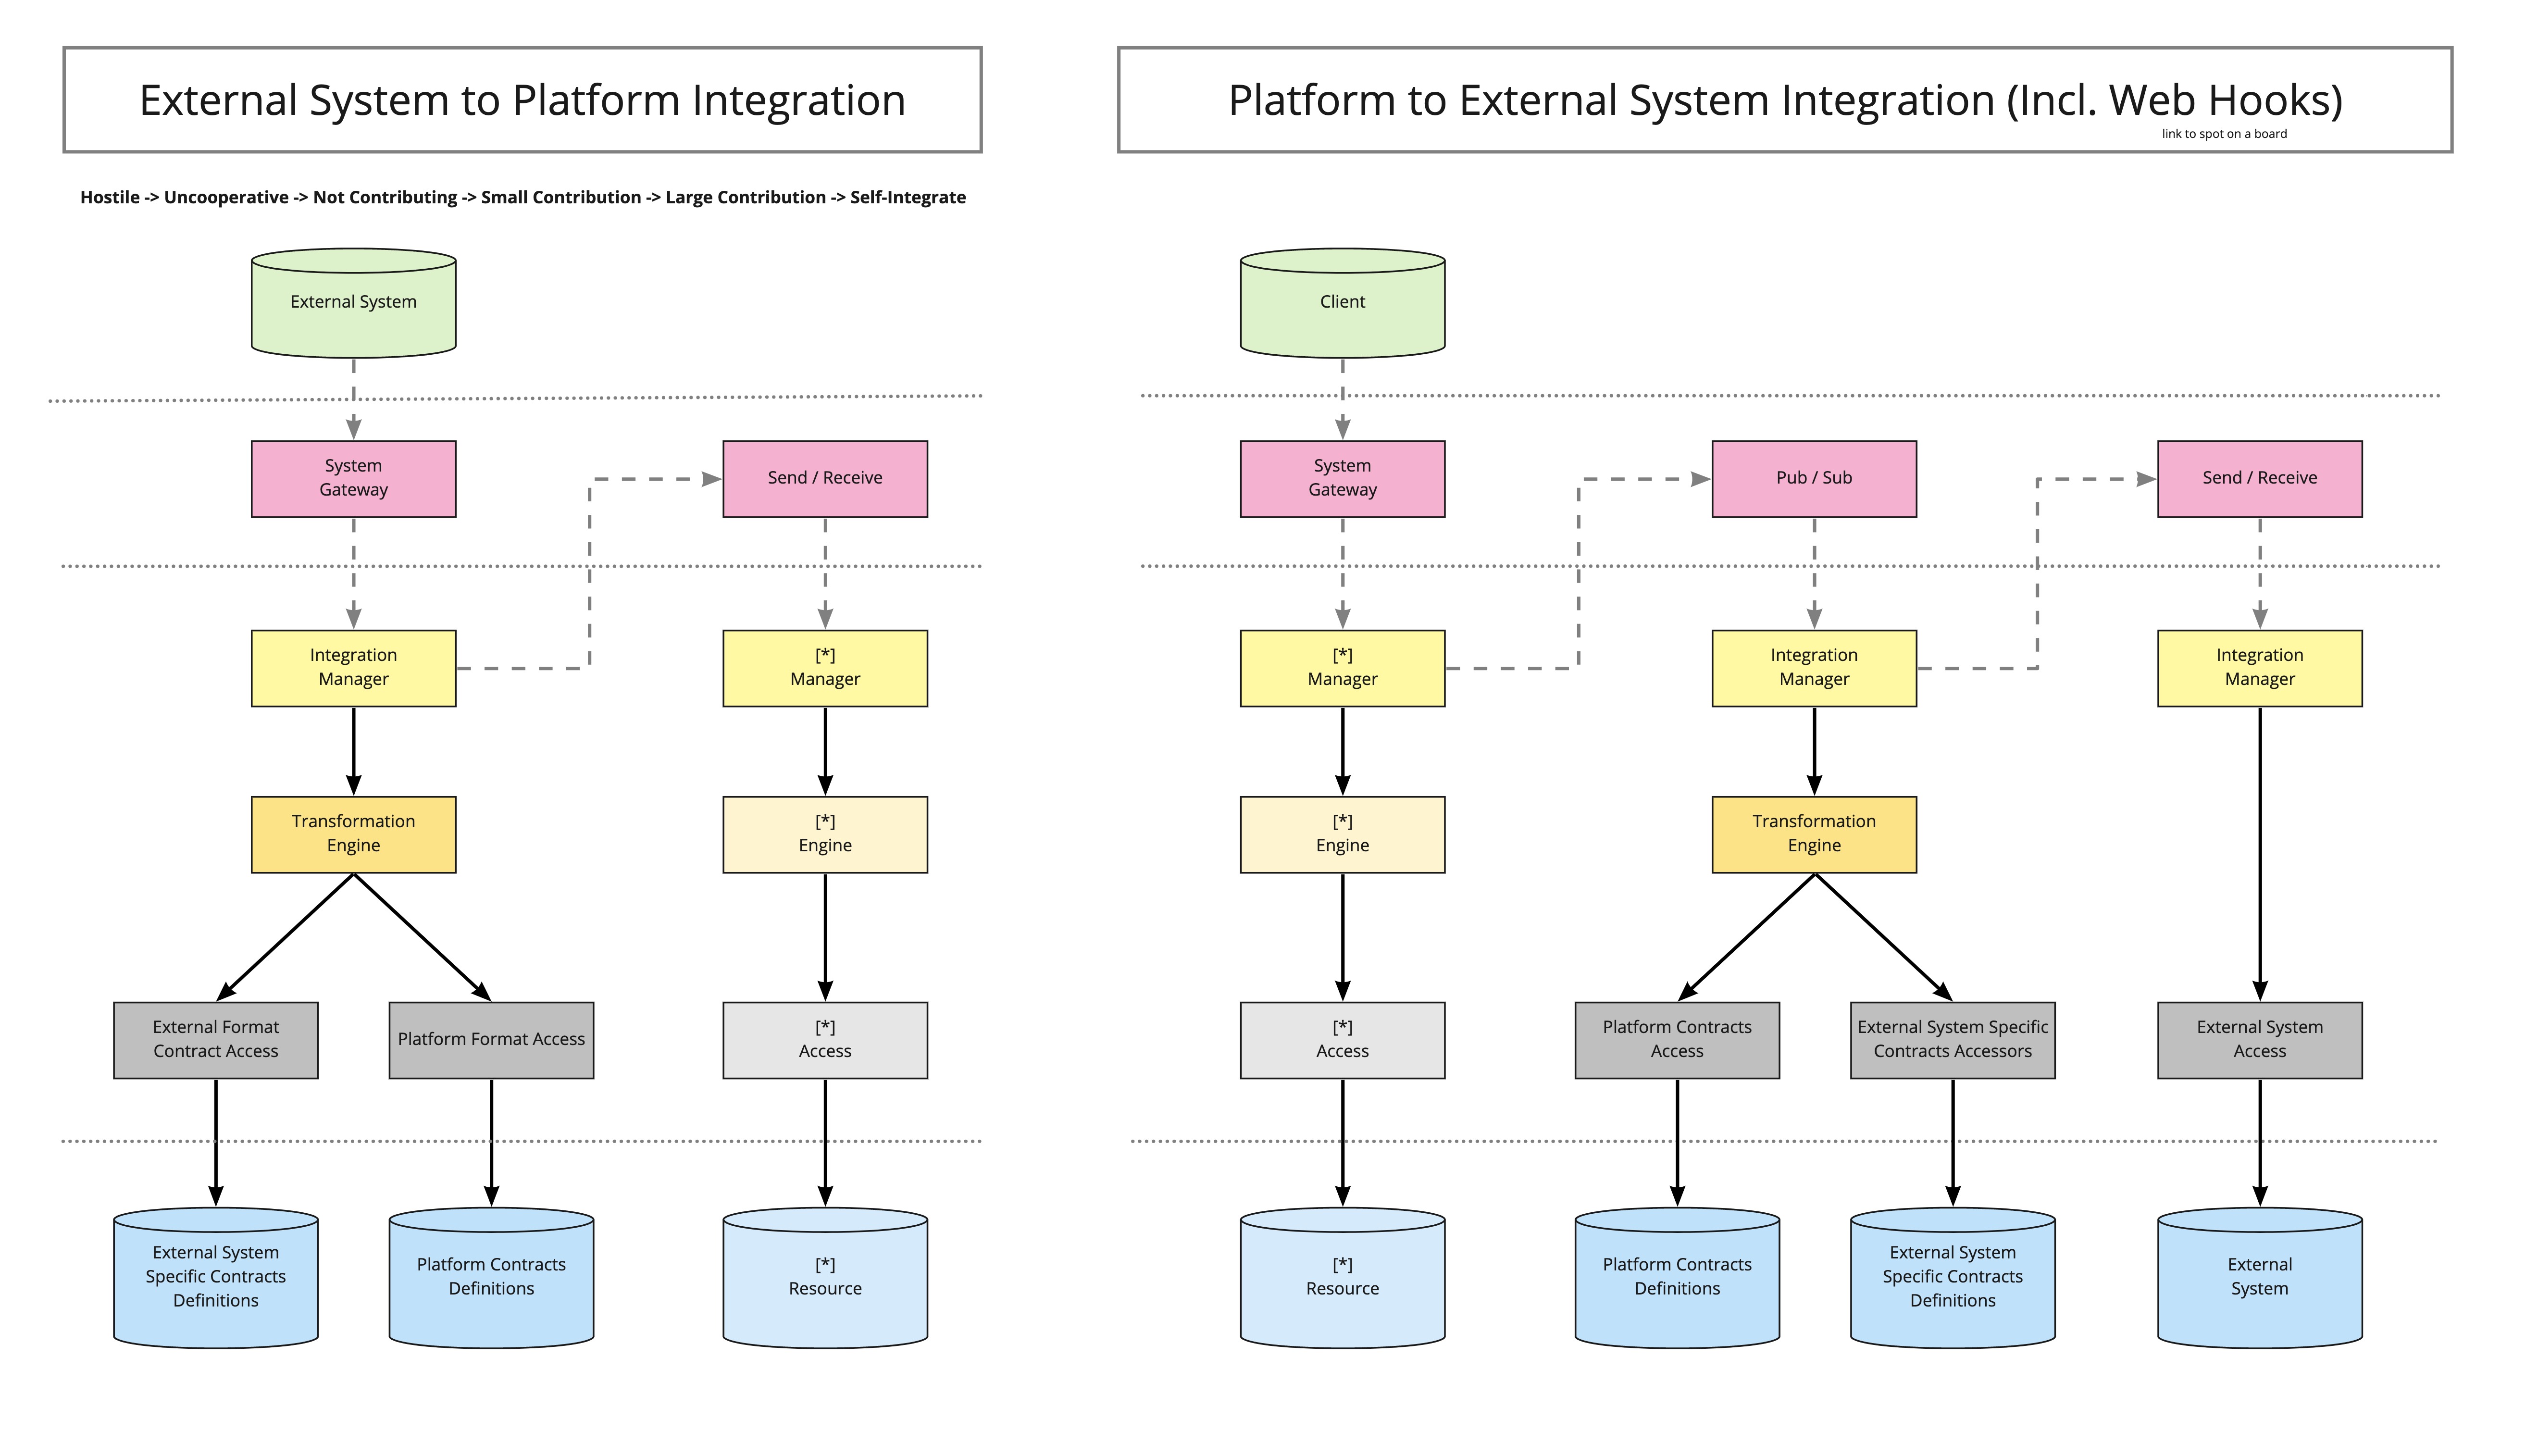 External System to Platform Integration
Hostile -> Uncooperative -> Not Contributing -> Small Contribution -> Large Contribution -> Self-Integrate
External System
System
Gateway
Send / Receive
Integration
Manager
[*]
Manager
Transformation
Engine
[*]
Engine
External Format
Contract Access
Platform Format Access
[*]
Access
External System
Specific Contracts
Definitions
Platform Contracts
Definitions
[*]
Resource
Platform to External System Integration (Incl. Web Hooks)
link to spot on a board
Client
System
Gateway
Pub / Sub
Send / Receive
[*]
Manager
Integration
Manager
Integration
Manager
[*]
Engine
Transformation
Engine
[*]
Access
Platform Contracts
Access
External System Specific
Contracts Accessors
External System
Access
[*]
Resource
Platform Contracts
Definitions
External System
Specific Contracts
Definitions
External
System